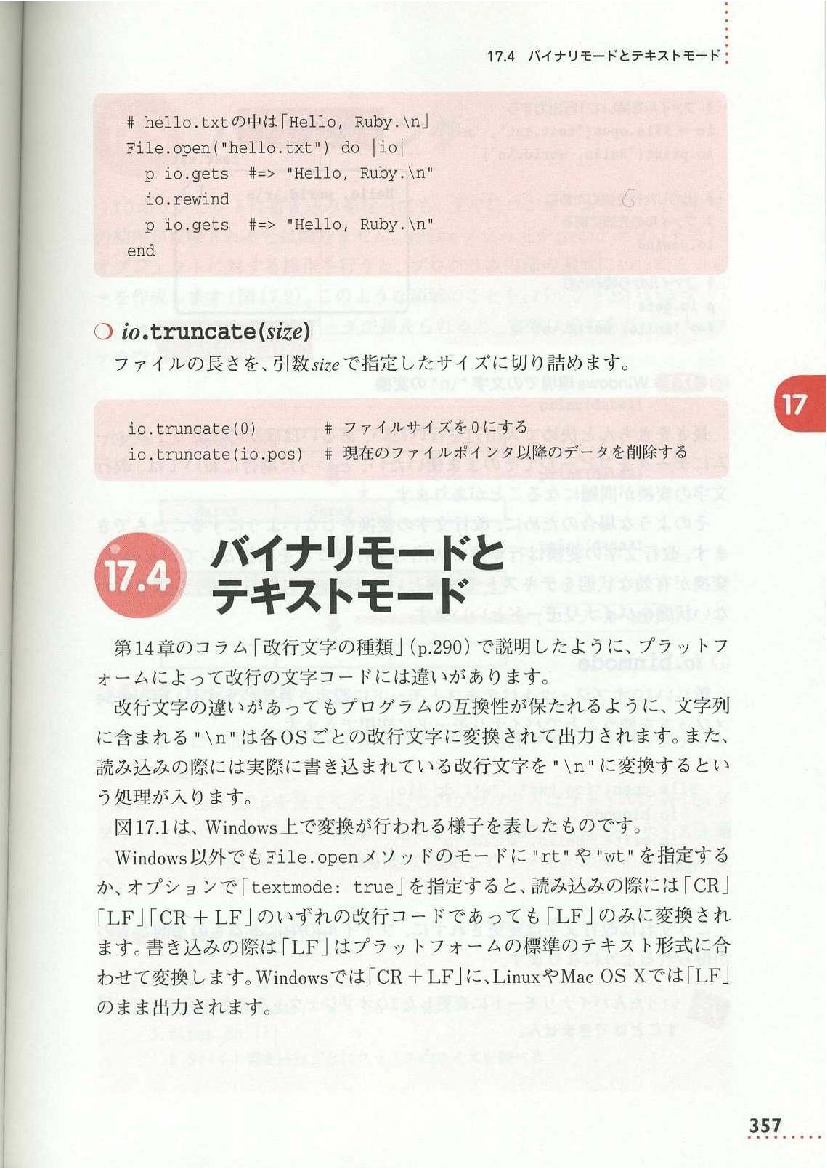 17.4 バイナリモードとテキストモード
# hello.txtの中は「Hello, Ruby.\n」
File.open("hello.txt") do |io|
p io.gets #=> "Hello, Ruby.\n"
io.rewind
p io.gets #=> "Hello, Ruby.\n"
end
io.truncate(size)
ファイルの長さを、引数sizeで指定したサイズに切り詰めます。
17
io.truncate(0) # ファイルサイズを0にする
io.truncate(io.pos) # 現在のファイルポインタ以降のデータを削除する
17.4 バイナリモードと
テキストモード
第14章のコラム「改行文字の種類」(p.290)で説明したように、プラットフ
ォームによって改行の文字コードには違いがあります。
改行文字の違いがあってもプログラムの互換性が保たれるように、文字列
に含まれる"\n"は各OSごとの改行文字に変換されて出力されます。また、
読み込みの際には実際に書き込まれている改行文字を"\n"に変換するとい
う処理が入ります。
図17.1は、Windows上で変換が行われる様子を表したものです。
Windows以外でもFile.openメソッドのモードに"rt"や"wt"を指定する
か、オプションで「textmode: true」を指定すると、読み込みの際には「CR」
「LF」「CR + LF」のいずれの改行コードであっても「LF」のみに変換され
ます。書き込みの際は「LF」はプラットフォームの標準のテキスト形式に合
わせて変換します。Windowsでは「CR + LF」に、LinuxやMac OS Xでは「LF」
のまま出力されます。
357